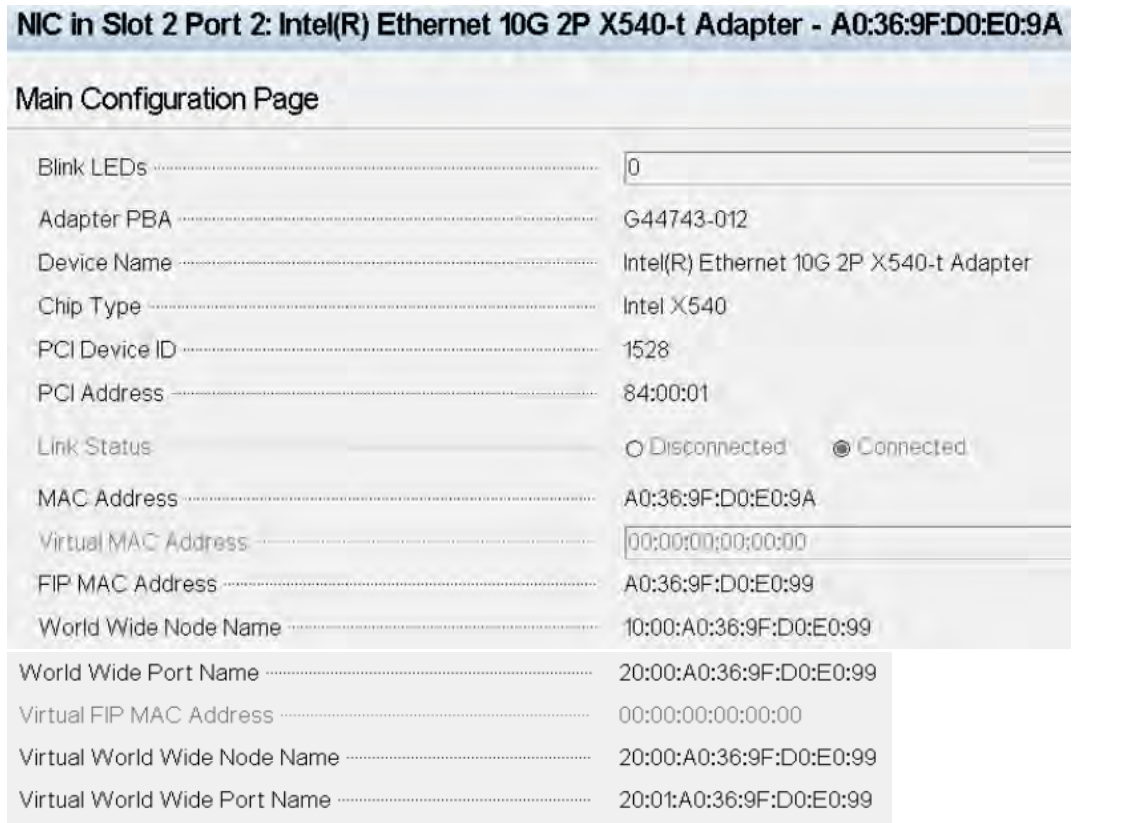 NIC in Slot 2 Port 2: Intel(R) Ethernet 10G 2P X540-t Adapter - A0:36:9F:D0:E0:9A
Main Configuration Page
Blink LEDs 0
Adapter PBA G44743-012
Device Name Intel(R) Ethernet 10G 2P X540-t Adapter
Chip Type Intel X540
PCI Device ID 1528
PCI Address 84:00:01
Link Status Disconnected Connected
MAC Address A0:36:9F:D0:E0:9A
Virtual MAC Address 00:00:00:00:00:00
FIP MAC Address A0:36:9F:D0:E0:99
World Wide Node Name 10:00:A0:36:9F:D0:E0:99
World Wide Port Name 20:00:A0:36:9F:D0:E0:99
Virtual FIP MAC Address 00:00:00:00:00:00
Virtual World Wide Node Name 20:00:A0:36:9F:D0:E0:99
Virtual World Wide Port Name 20:01:A0:36:9F:D0:E0:99